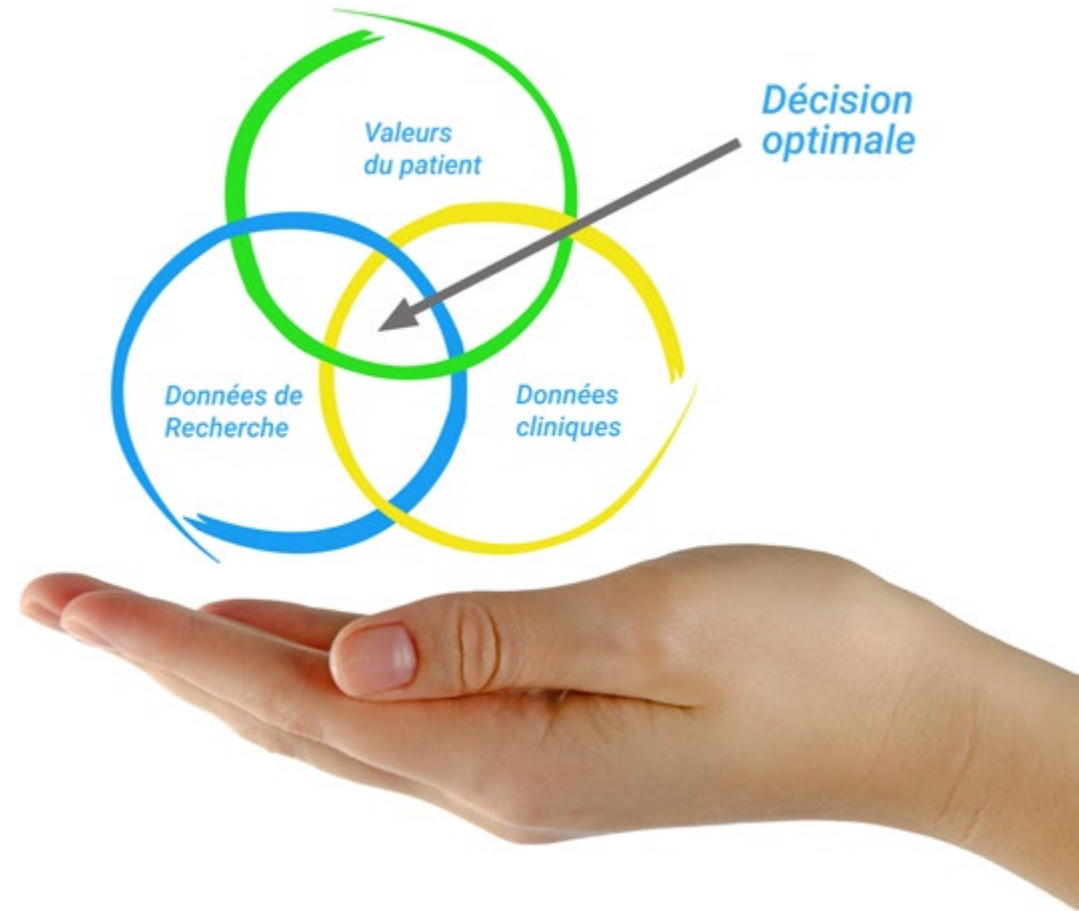 Décision
optimale
Valeurs
du patient
Données de
Recherche
Données
cliniques